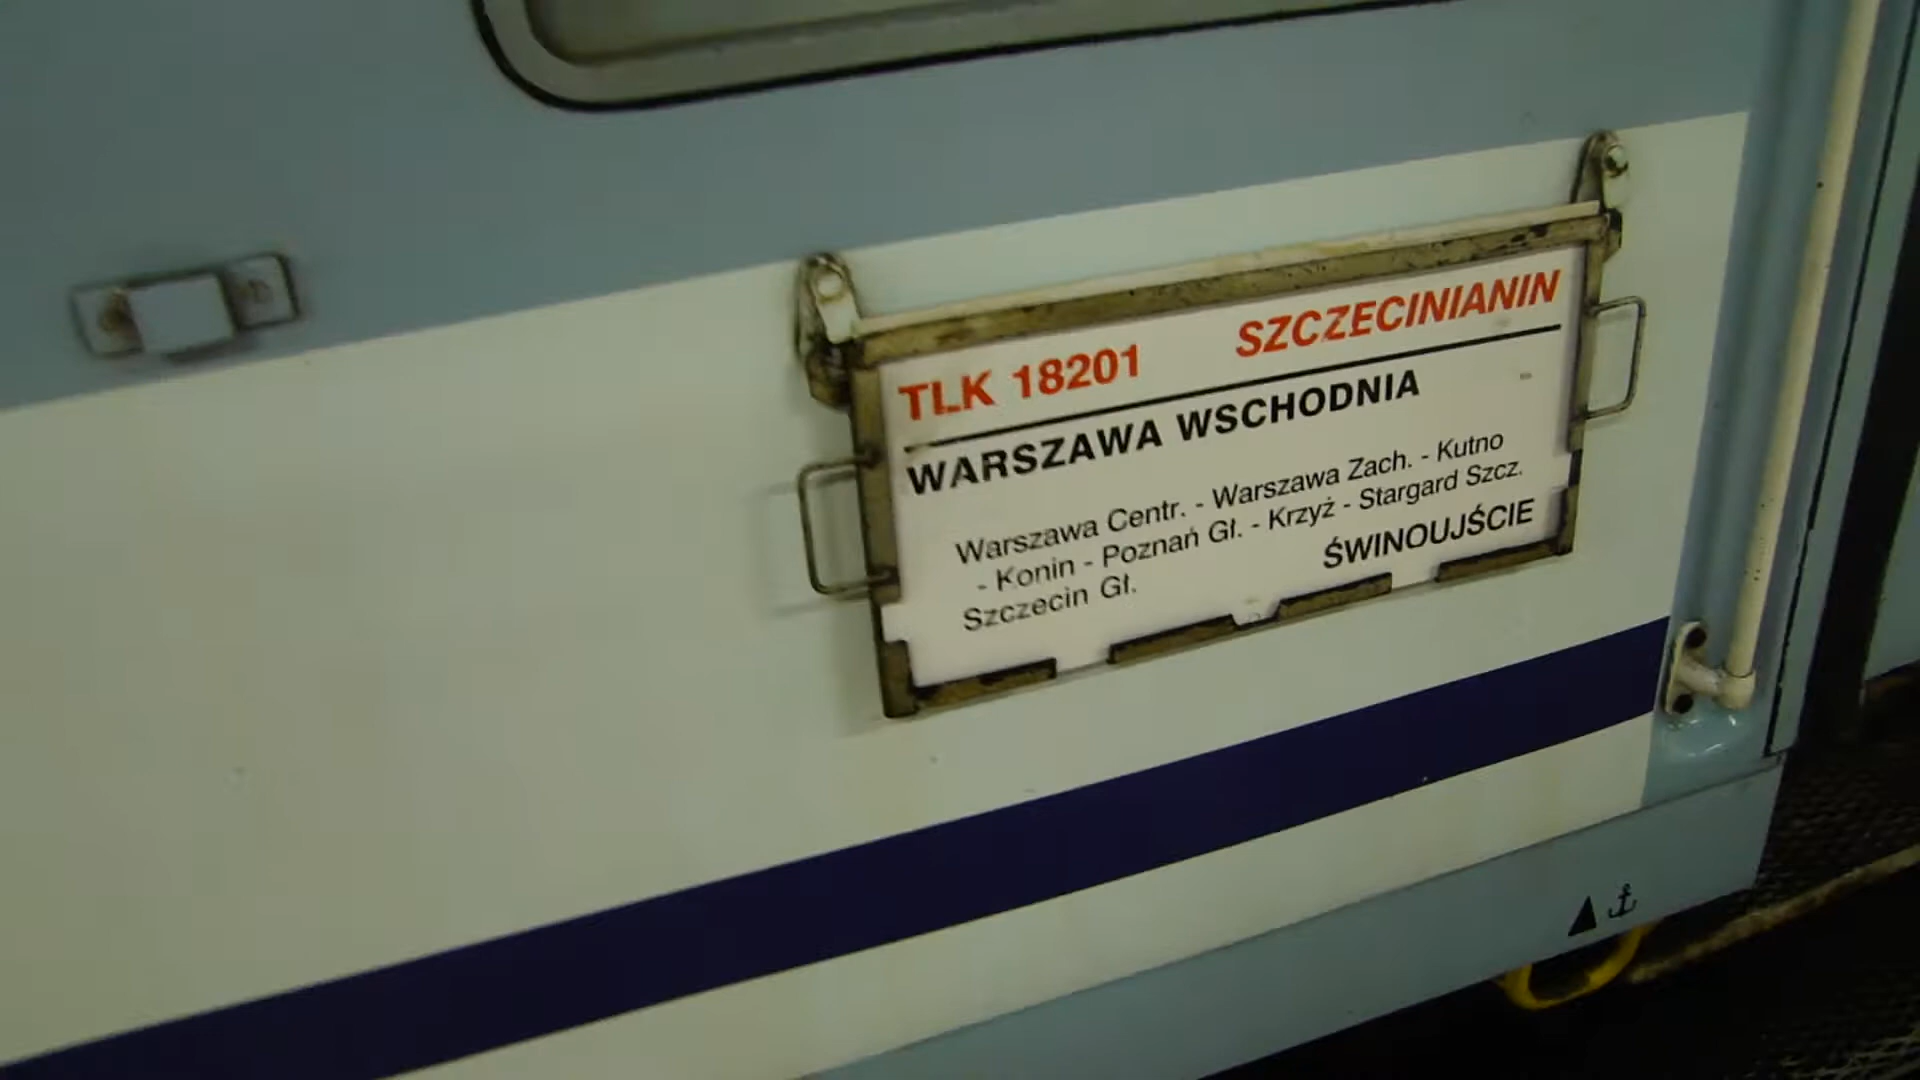 TLK 18201 SZCZECINIANIN
WARSZAWA WSCHODNIA
Warszawa Centr. - Warszawa Zach. - Kutno
- Konin - Poznań Gł. - Krzyż - Stargard Szcz.
Szczecin Gł.
ŚWINOUJŚCIE